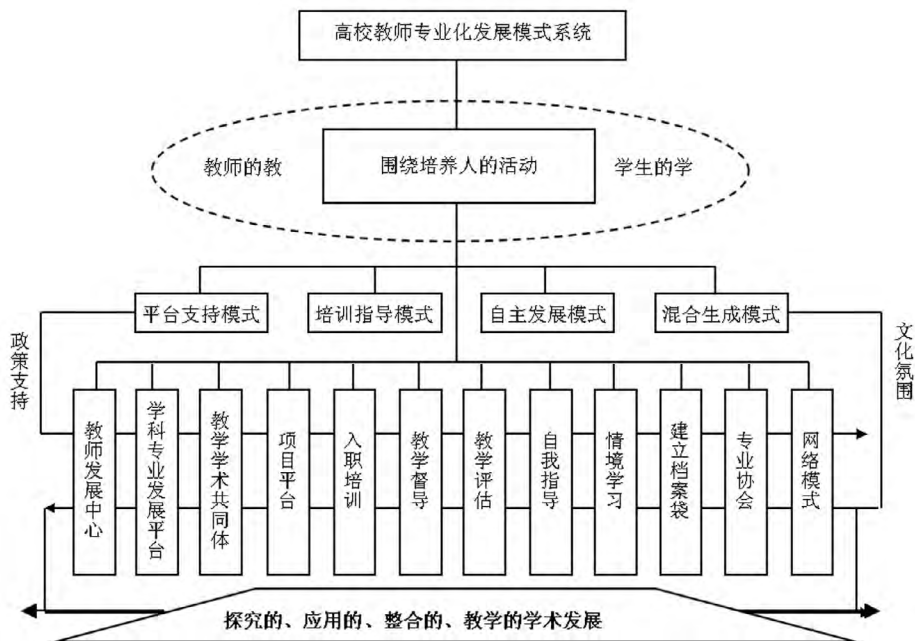 高校教师专业化发展模式系统
教师的教
围绕培养人的活动
学生的学
平台支持模式
培训指导模式
自主发展模式
混合生成模式
政策支持
文化氛围
教师发展中心
学科专业发展平台
教学学术共同体
项目平台
入职培训
教学督导
教学评估
自我指导
情境学习
建立档案袋
专业协会
网络模式
探究的、应用的、整合的、教学的学术发展